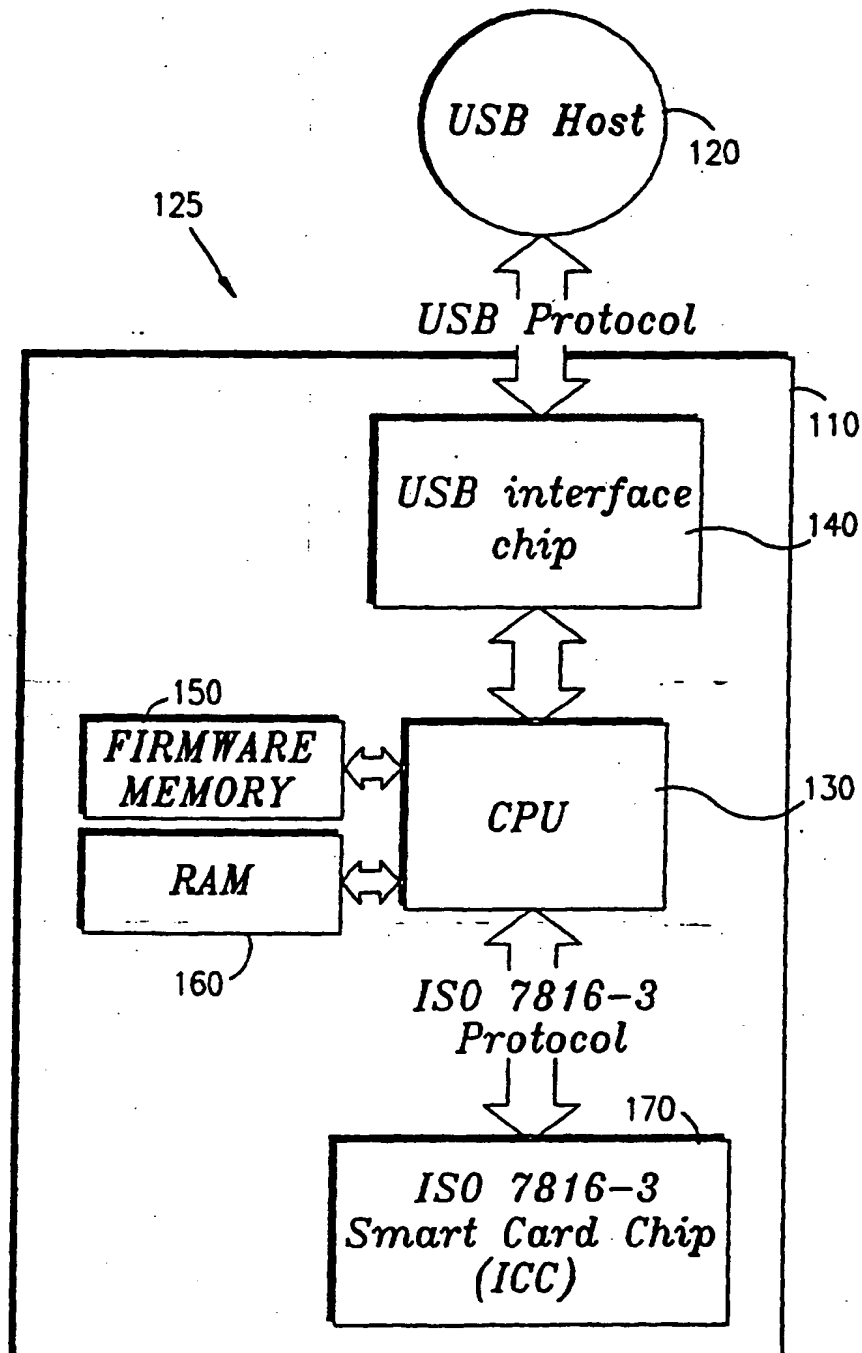 USB Host
120
125
USB Protocol
110
USB interface
chip
140
150
FIRMWARE
MEMORY
CPU
130
RAM
160
ISO 7816-3
Protocol
170
ISO 7816-3
Smart Card Chip
(ICC)